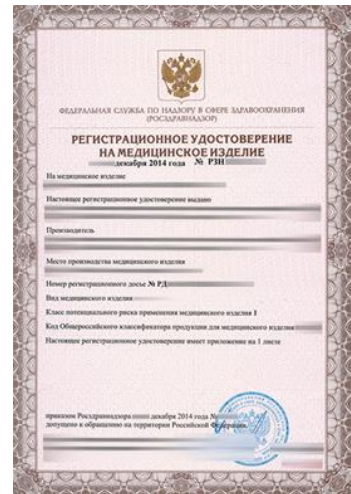 ФЕДЕРАЛЬНАЯ СЛУЖБА ПО НАДЗОРУ В СФЕРЕ ЗДРАВООХРАНЕНИЯ
(РОСЗДРАВНАДЗОР)
РЕГИСТРАЦИОННОЕ УДОСТОВЕРЕНИЕ
НА МЕДИЦИНСКОЕ ИЗДЕЛИЕ
декабря 2014 года № РЗН
На медицинское изделие
Настоящее регистрационное удостоверение выдано
Производитель
Место производства медицинского изделия
Номер регистрационного досье № РД
Вид медицинского изделия
Класс потенциального риска применения медицинского изделия I
Код Общероссийского классификатора продукции для медицинского изделия
Настоящее регистрационное удостоверение имеет приложение на 1 листе
приказом Росздравнадзора декабря 2014 года №
допущено к обращению на территории Российской Федерации.